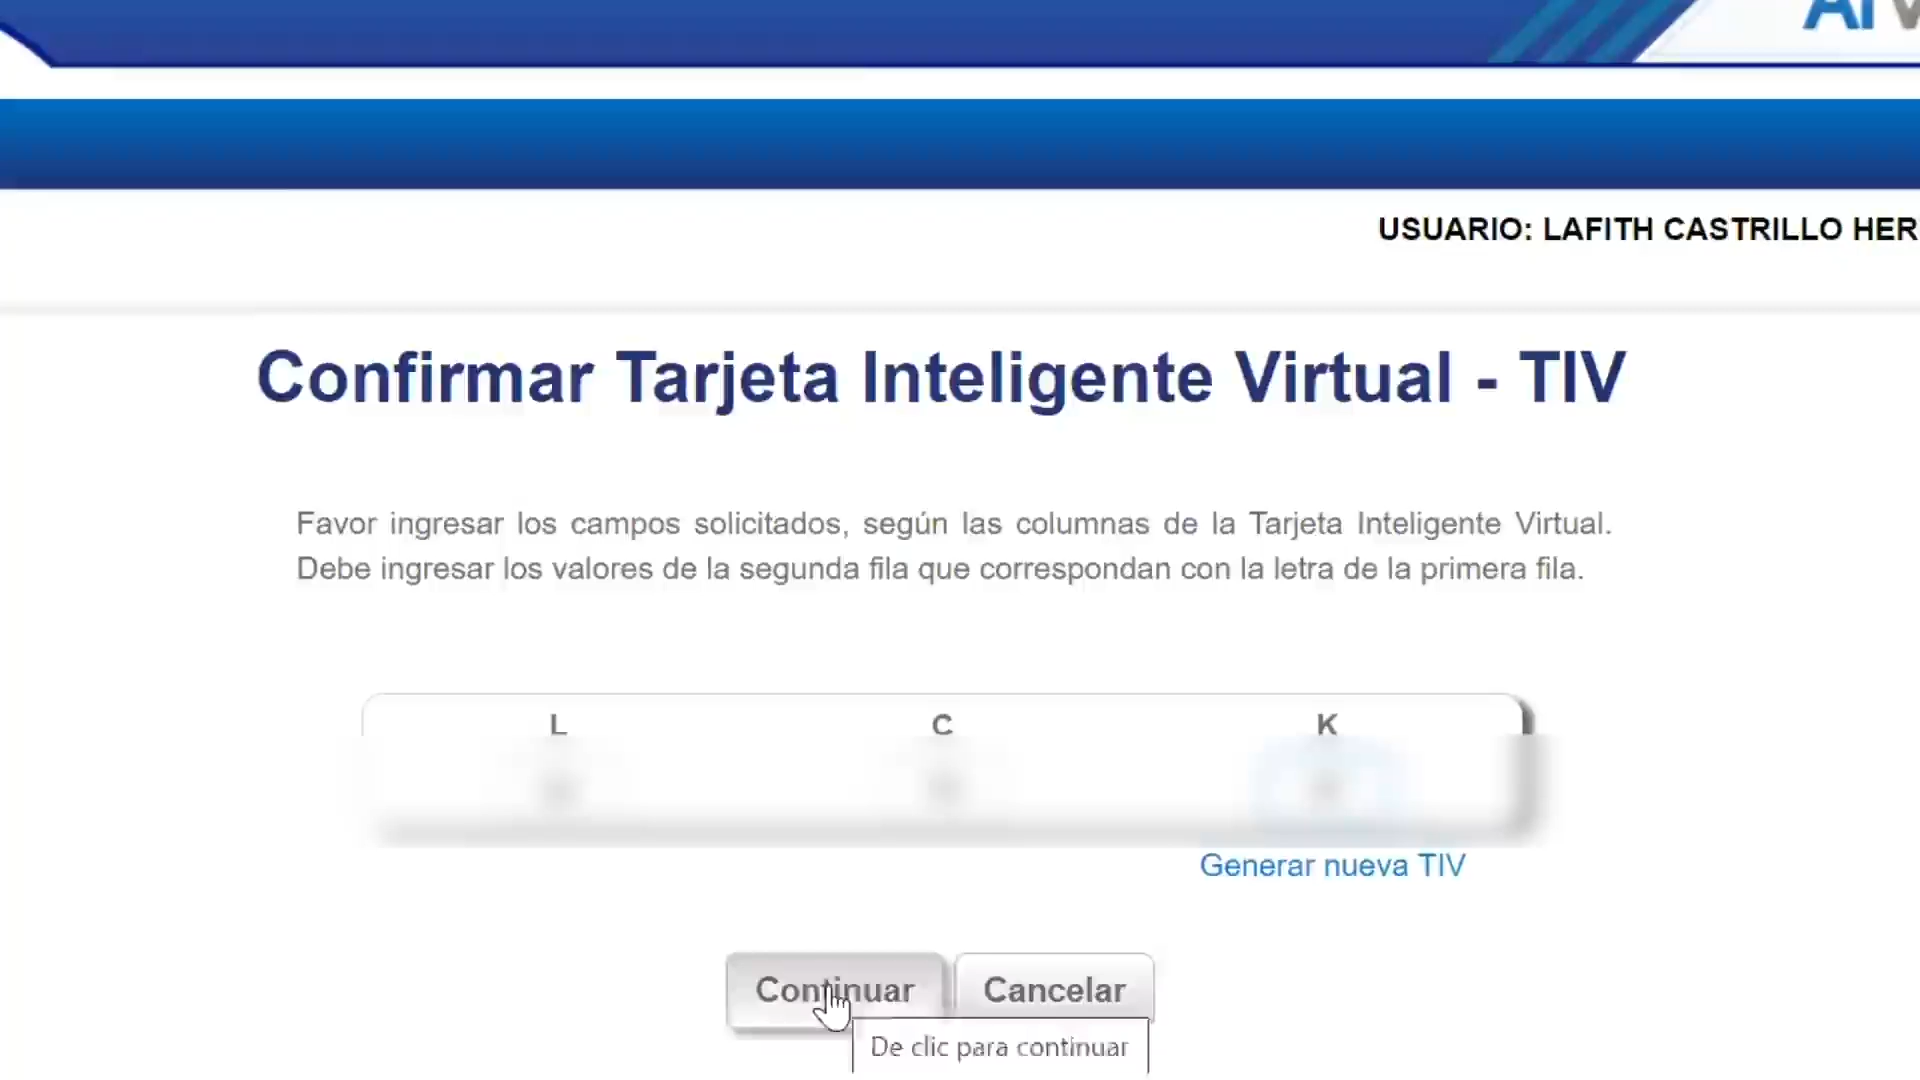 USUARIO: LAFITH CASTRILLO HER
Confirmar Tarjeta Inteligente Virtual - TIV
Favor ingresar los campos solicitados, según las columnas de la Tarjeta Inteligente Virtual.
Debe ingresar los valores de la segunda fila que correspondan con la letra de la primera fila.
L C K
Generar nueva TIV
Continuar Cancelar
De clic para continuar